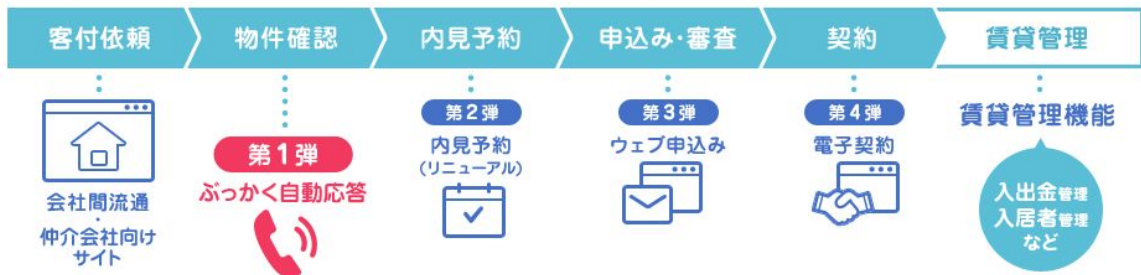 客付依頼
物件確認
内見予約
申込み・審査
契約
賃貸管理
会社間流通
・
仲介会社向け
サイト
第1弾
ぶっかく自動応答
第2弾
内見予約
(リニューアル)
第3弾
ウェブ申込み
第4弾
電子契約
賃貸管理機能
入出金管理
入居者管理
など